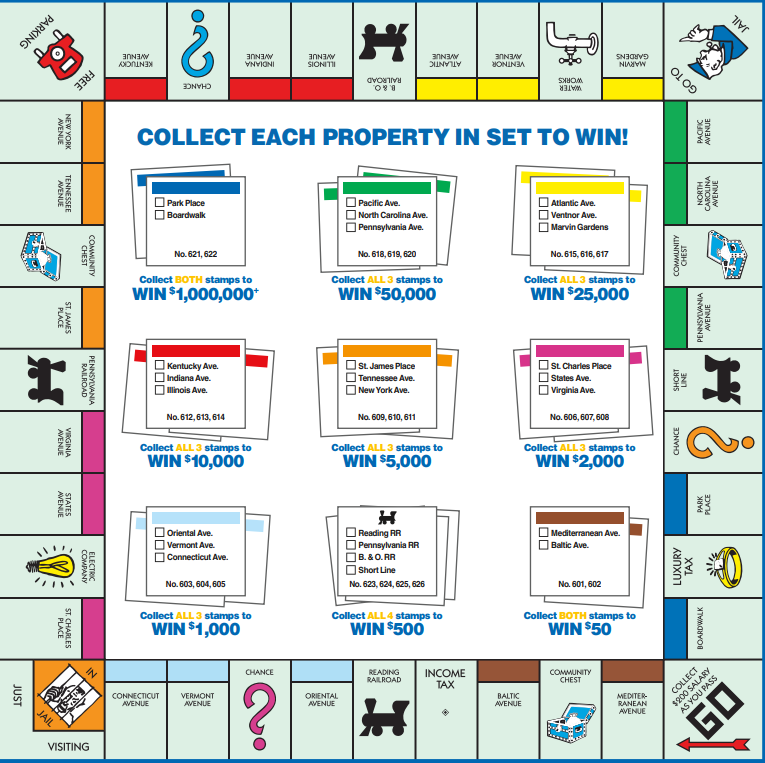 FREE
PARKING
KENTUCKY
AVENUE
CHANCE
INDIANA
AVENUE
ILLINOIS
AVENUE
B. & O.
RAILROAD
ATLANTIC
AVENUE
VENTNOR
AVENUE
WATER
WORKS
MARVIN
GARDENS
GO TO
JAIL
NEW YORK
AVENUE
TENNESSEE
AVENUE
COMMUNITY
CHEST
ST. JAMES
PLACE
PENNSYLVANIA
RAILROAD
VIRGINIA
AVENUE
STATES
AVENUE
ELECTRIC
COMPANY
ST. CHARLES
PLACE
COLLECT EACH PROPERTY IN SET TO WIN!
Park Place
Boardwalk
No. 621, 622
Collect BOTH stamps to
WIN $1,000,000+
Pacific Ave.
North Carolina Ave.
Pennsylvania Ave.
No. 618, 619, 620
Collect ALL 3 stamps to
WIN $50,000
Atlantic Ave.
Ventnor Ave.
Marvin Gardens
No. 615, 616, 617
Collect ALL 3 stamps to
WIN $25,000
Kentucky Ave.
Indiana Ave.
Illinois Ave.
No. 612, 613, 614
Collect ALL 3 stamps to
WIN $10,000
St. James Place
Tennessee Ave.
New York Ave.
No. 609, 610, 611
Collect ALL 3 stamps to
WIN $5,000
St. Charles Place
States Ave.
Virginia Ave.
No. 606, 607, 608
Collect ALL 3 stamps to
WIN $2,000
Oriental Ave.
Vermont Ave.
Connecticut Ave.
No. 603, 604, 605
Collect ALL 3 stamps to
WIN $1,000
Reading RR
Pennsylvania RR
B. & O. RR
Short Line
No. 623, 624, 625, 626
Collect ALL 4 stamps to
WIN $500
Mediterranean Ave.
Baltic Ave.
No. 601, 602
Collect BOTH stamps to
WIN $50
PACIFIC
AVENUE
NORTH
CAROLINA
AVENUE
COMMUNITY
CHEST
PENNSYLVANIA
AVENUE
SHORT
LINE
CHANCE
PARK
PLACE
LUXURY
TAX
BOARDWALK
JUST
VISITING
IN
JAIL
CONNECTICUT
AVENUE
VERMONT
AVENUE
CHANCE
ORIENTAL
AVENUE
READING
RAILROAD
INCOME
TAX
BALTIC
AVENUE
COMMUNITY
CHEST
MEDITER-
RANEAN
AVENUE
COLLECT
$200 SALARY
AS YOU PASS
GO